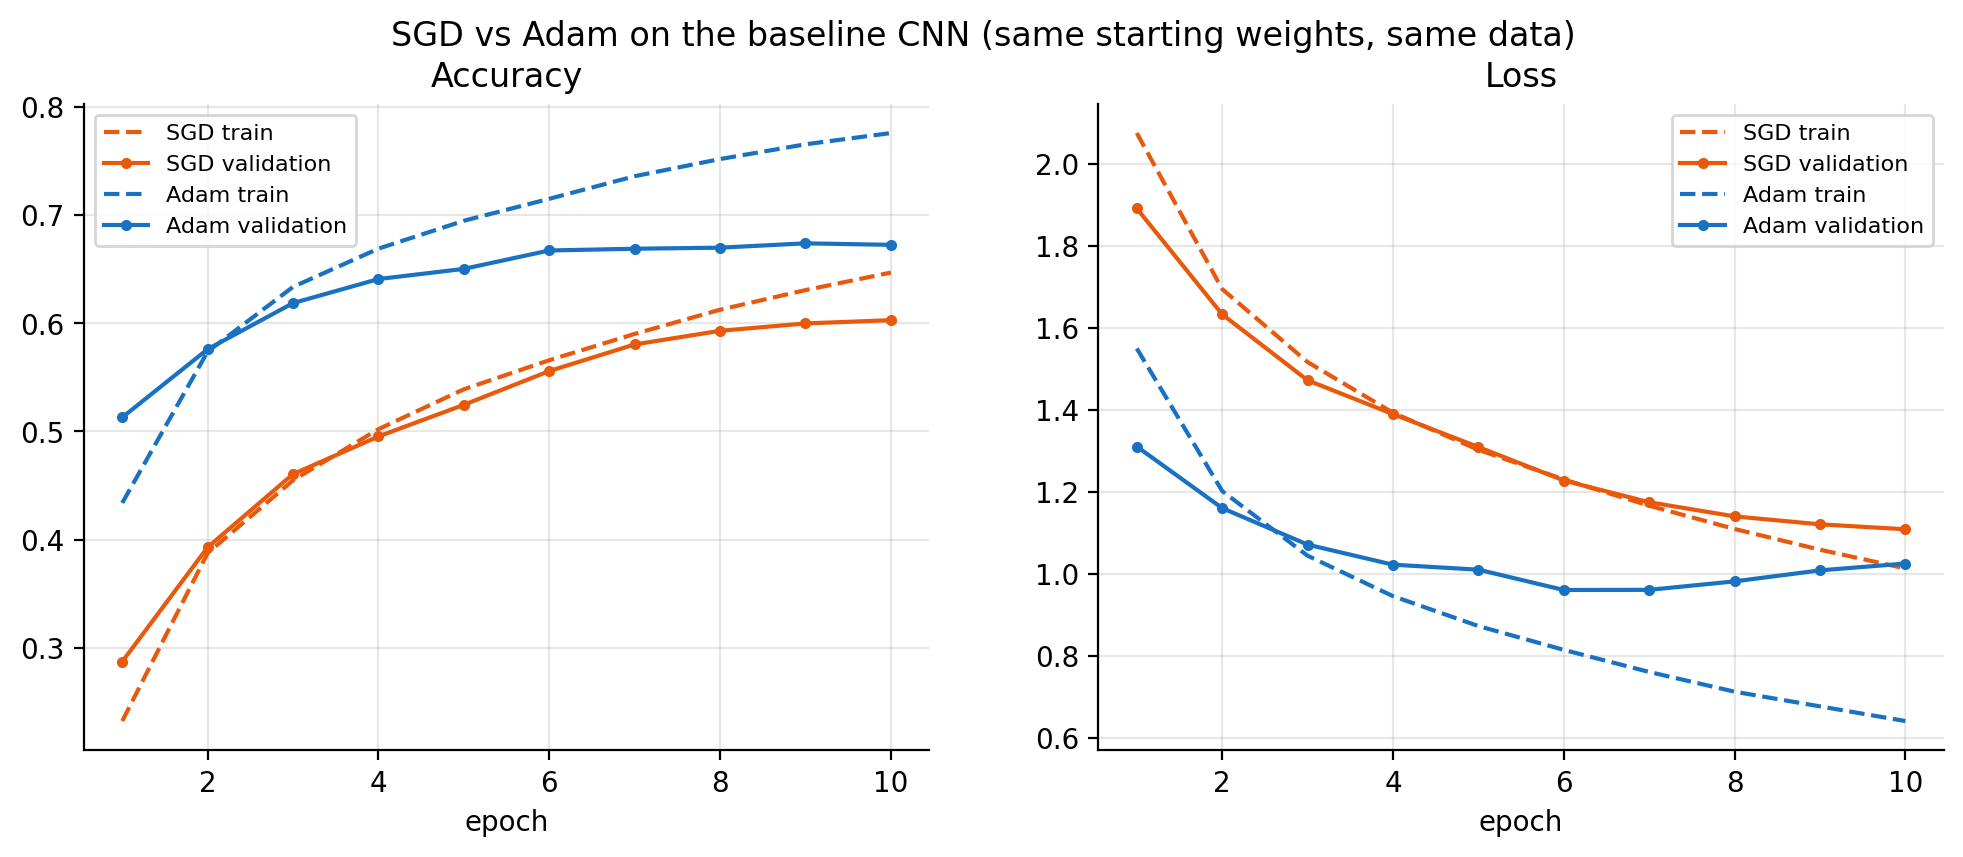 SGD vs Adam on the baseline CNN (same starting weights, same data)
Accuracy
0.8
0.7
0.6
0.5
0.4
0.3
SGD train
SGD validation
Adam train
Adam validation
2
4
6
8
10
epoch
Loss
2.0
1.8
1.6
1.4
1.2
1.0
0.8
0.6
SGD train
SGD validation
Adam train
Adam validation
2
4
6
8
10
epoch